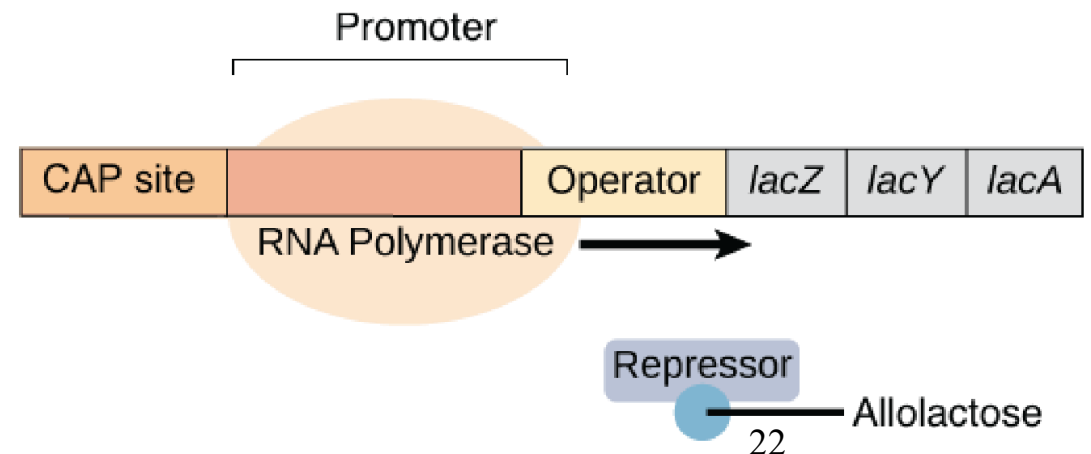 Promoter
CAP site Operator lacZ lacY lacA
RNA Polymerase
Repressor
Allolactose
22